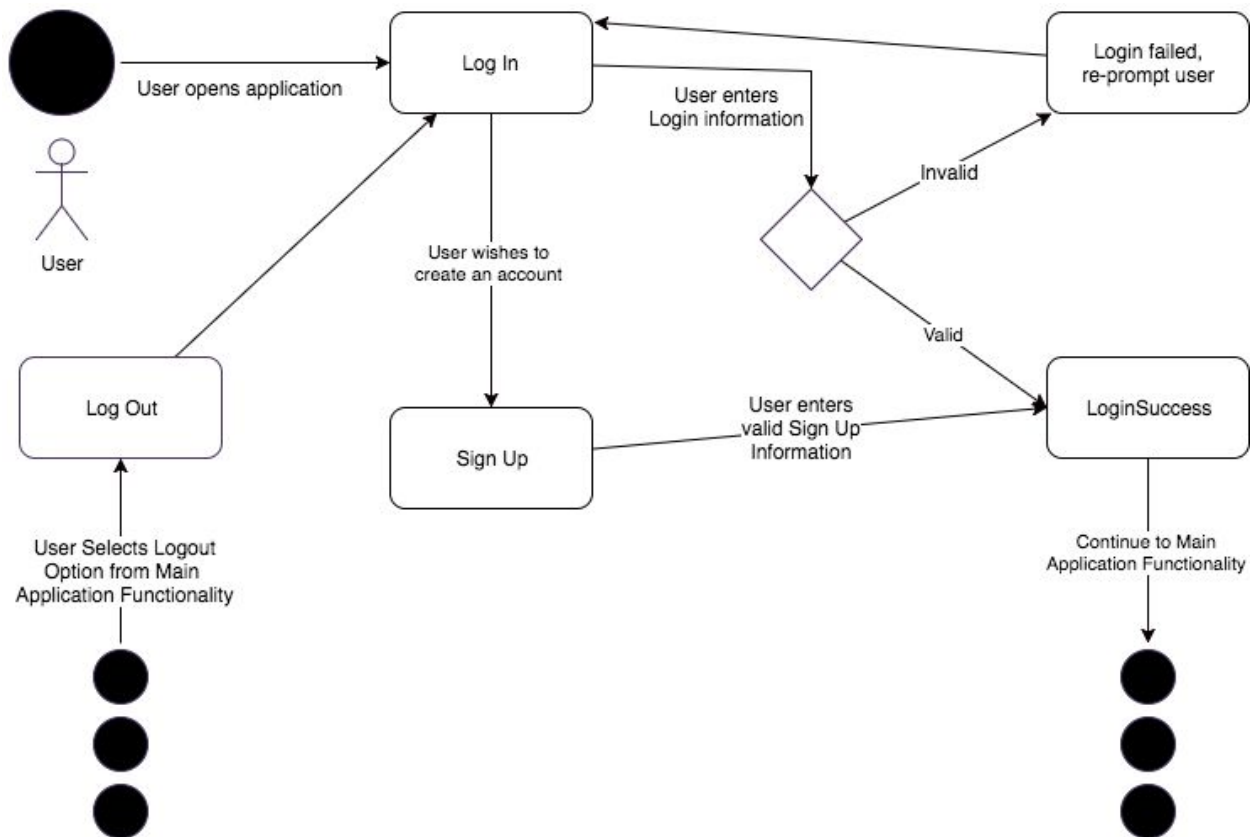 Log In
Login failed,
re-prompt user
User opens application
User enters
Login information
Invalid
User
User wishes to
create an account
Valid
Log Out
LoginSuccess
User enters
valid Sign Up
Information
Sign Up
User Selects Logout
Option from Main
Application Functionality
Continue to Main
Application Functionality